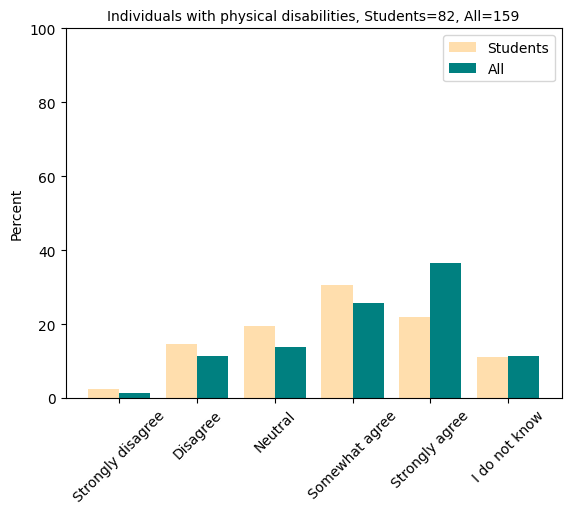 Individuals with physical disabilities, Students=82, All=159
Students
All
Percent
100
80
60
40
20
0
Strongly disagree
Disagree
Neutral
Somewhat agree
Strongly agree
I do not know